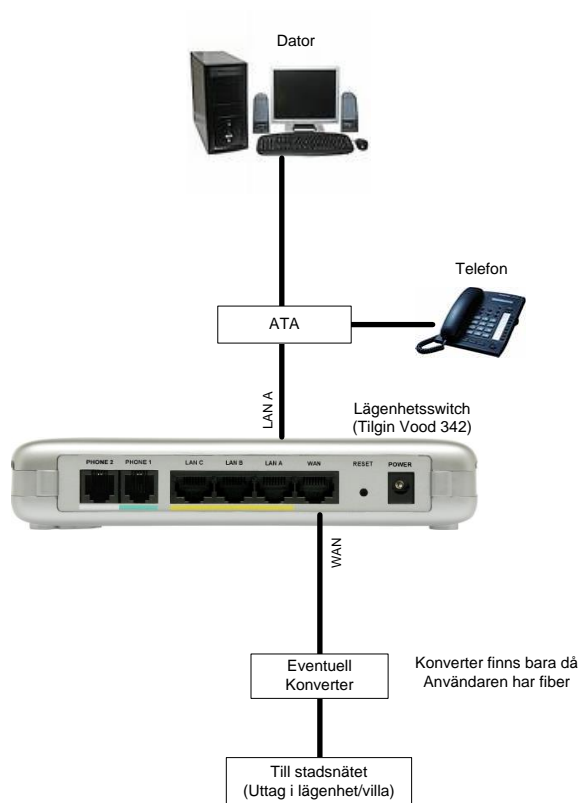 Dator
Telefon
ATA
LAN A
Lägenhetsswitch
(Tilgin Vood 342)
PHONE 2 PHONE 1 LAN C LAN B LAN A WAN RESET POWER
WAN
Eventuell
Konverter
Konverter finns bara då
Användaren har fiber
Till stadsnätet
(Uttag i lägenhet/villa)